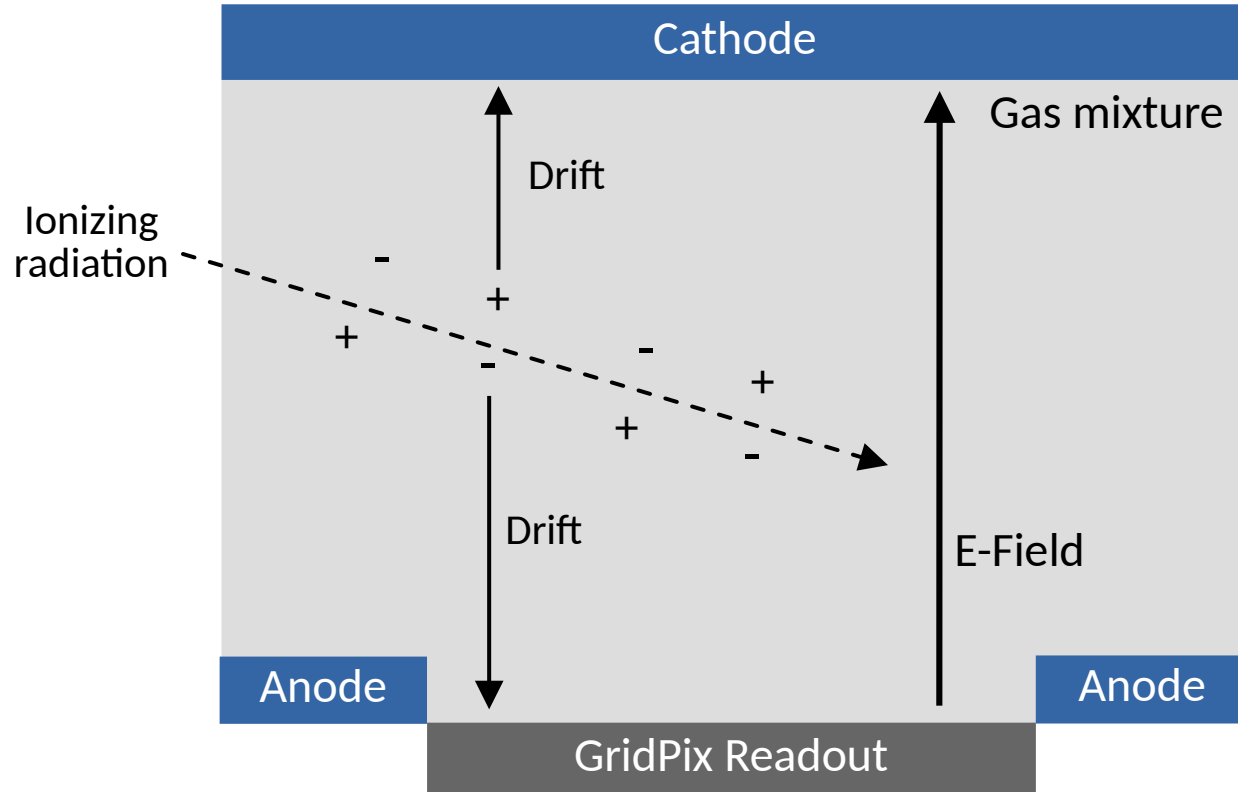 Cathode
Gas mixture
Drift
Ionizing
radiation
-
+
+
-
-
+
+
-
Drift
E-Field
Anode
Anode
GridPix Readout